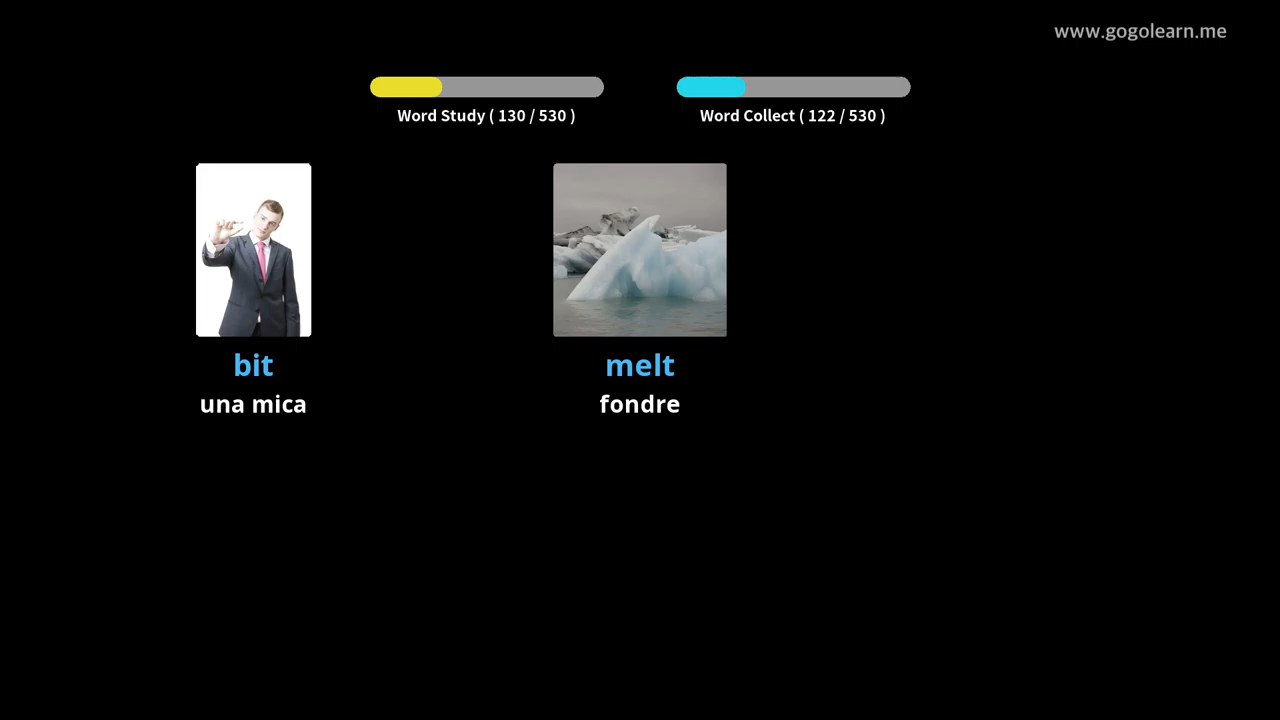 www.gogolearn.me
Word Study ( 130 / 530 )
Word Collect ( 122 / 530 )
bit
una mica
melt
fondre